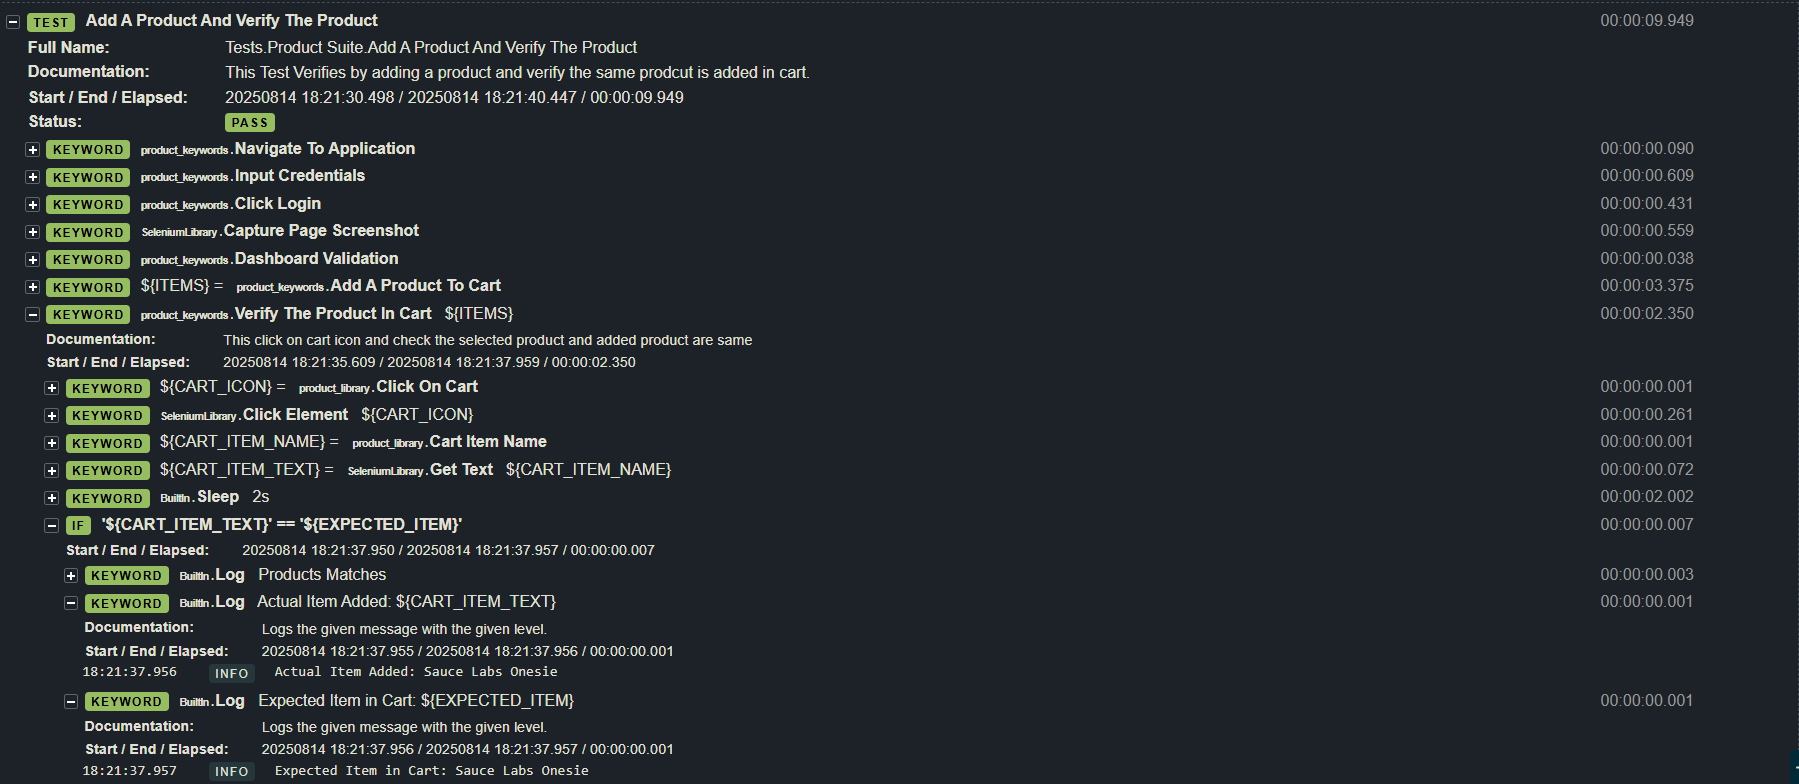 TEST Add A Product And Verify The Product 00:00:09.949
Full Name: Tests.Product Suite.Add A Product And Verify The Product
Documentation: This Test Verifies by adding a product and verify the same prodcut is added in cart.
Start / End / Elapsed: 20250814 18:21:30.498 / 20250814 18:21:40.447 / 00:00:09.949
Status: PASS
KEYWORD product_keywords.Navigate To Application 00:00:00.090
KEYWORD product_keywords.Input Credentials 00:00:00.609
KEYWORD product_keywords.Click Login 00:00:00.431
KEYWORD SeleniumLibrary.Capture Page Screenshot 00:00:00.559
KEYWORD product_keywords.Dashboard Validation 00:00:00.038
KEYWORD ${ITEMS} = product_keywords.Add A Product To Cart 00:00:03.375
KEYWORD product_keywords.Verify The Product In Cart ${ITEMS} 00:00:02.350
Documentation: This click on cart icon and check the selected product and added product are same
Start / End / Elapsed: 20250814 18:21:35.609 / 20250814 18:21:37.959 / 00:00:02.350
KEYWORD ${CART_ICON} = product_library.Click On Cart 00:00:00.001
KEYWORD SeleniumLibrary.Click Element ${CART_ICON} 00:00:00.261
KEYWORD ${CART_ITEM_NAME} = product_library.Cart Item Name 00:00:00.001
KEYWORD ${CART_ITEM_TEXT} = SeleniumLibrary.Get Text ${CART_ITEM_NAME} 00:00:00.072
KEYWORD BuiltIn.Sleep 2s 00:00:02.002
IF '${CART_ITEM_TEXT}' == '${EXPECTED_ITEM}' 00:00:00.007
Start / End / Elapsed: 20250814 18:21:37.950 / 20250814 18:21:37.957 / 00:00:00.007
KEYWORD BuiltIn.Log Products Matches 00:00:00.003
KEYWORD BuiltIn.Log Actual Item Added: ${CART_ITEM_TEXT} 00:00:00.001
Documentation: Logs the given message with the given level.
Start / End / Elapsed: 20250814 18:21:37.955 / 20250814 18:21:37.956 / 00:00:00.001
18:21:37.956 INFO Actual Item Added: Sauce Labs Onesie
KEYWORD BuiltIn.Log Expected Item in Cart: ${EXPECTED_ITEM} 00:00:00.001
Documentation: Logs the given message with the given level.
Start / End / Elapsed: 20250814 18:21:37.956 / 20250814 18:21:37.957 / 00:00:00.001
18:21:37.957 INFO Expected Item in Cart: Sauce Labs Onesie